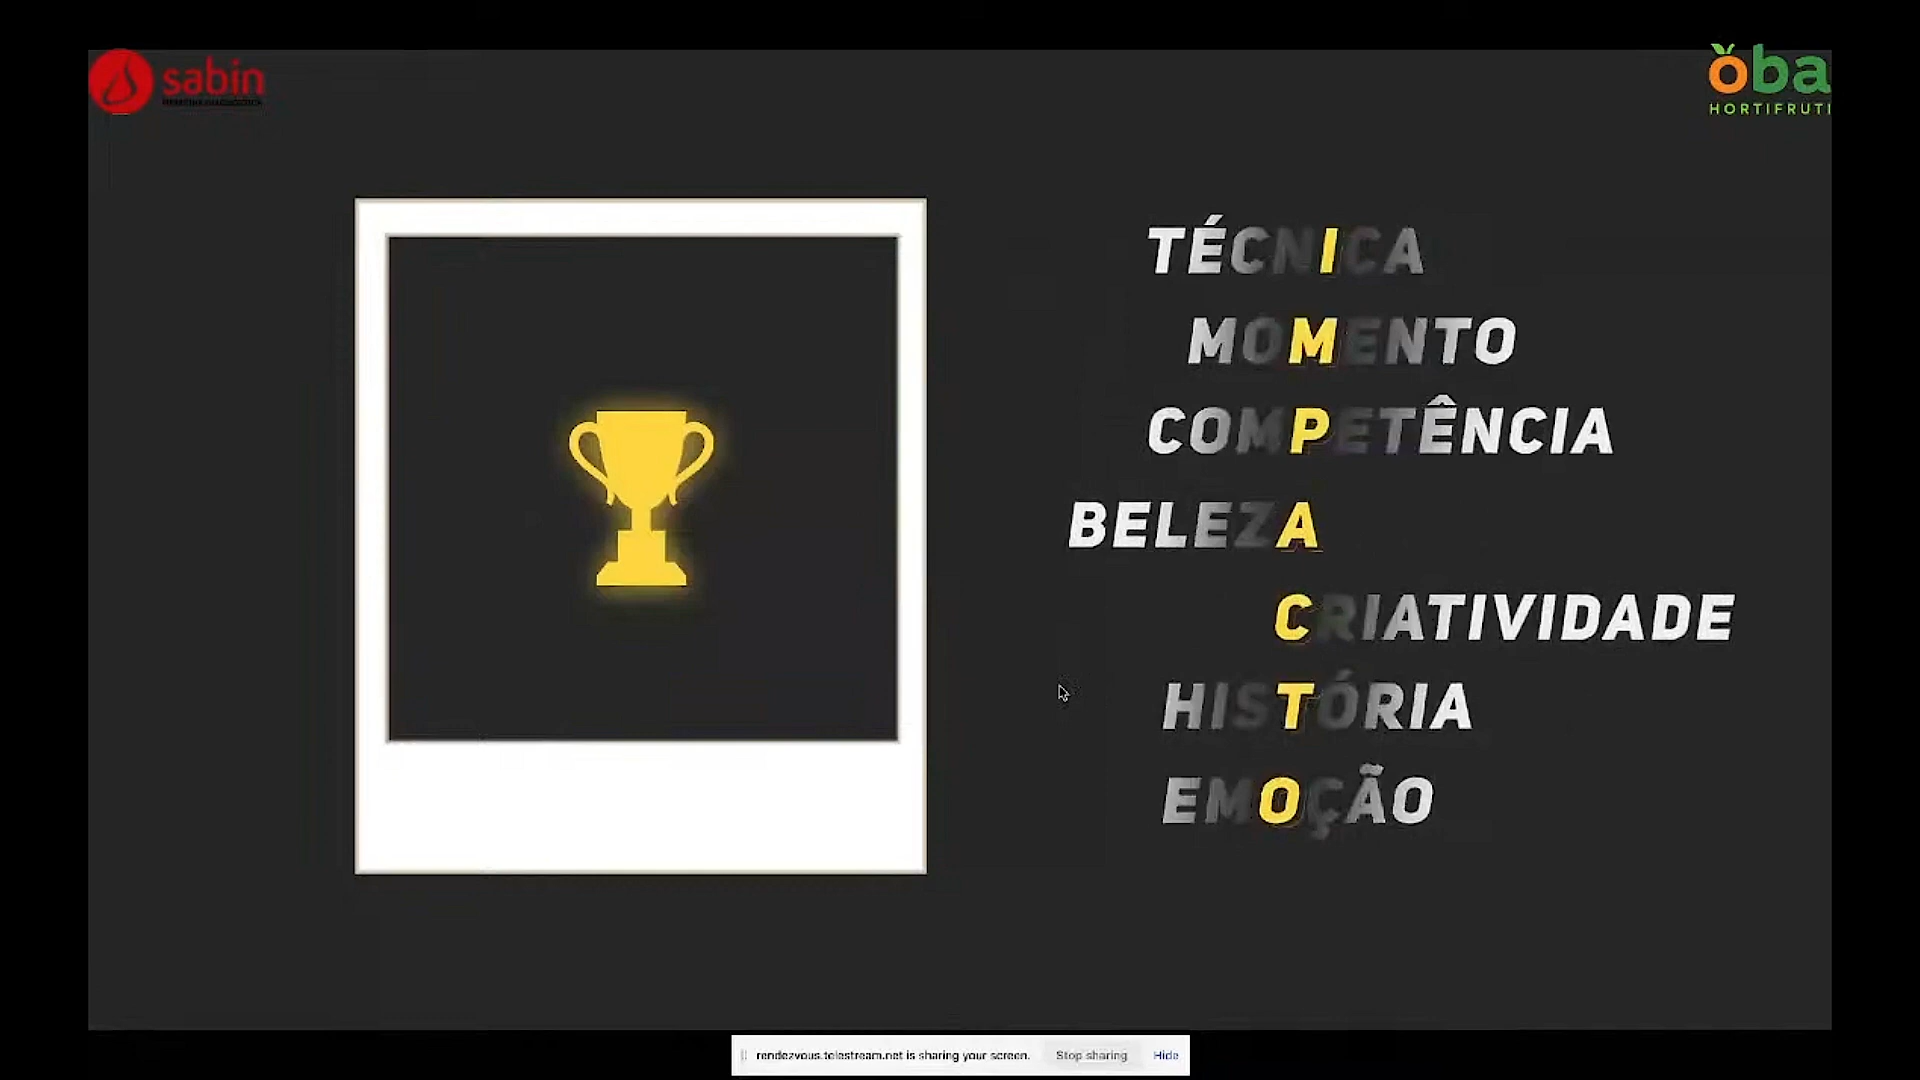 sabin
oba
HORTIFRUTI
TÉCNICA
MOMENTO
COMPETÊNCIA
BELEZA
CRIATIVIDADE
HISTÓRIA
EMOÇÃO
rendezvous.telestream.net is sharing your screen. Stop sharing Hide